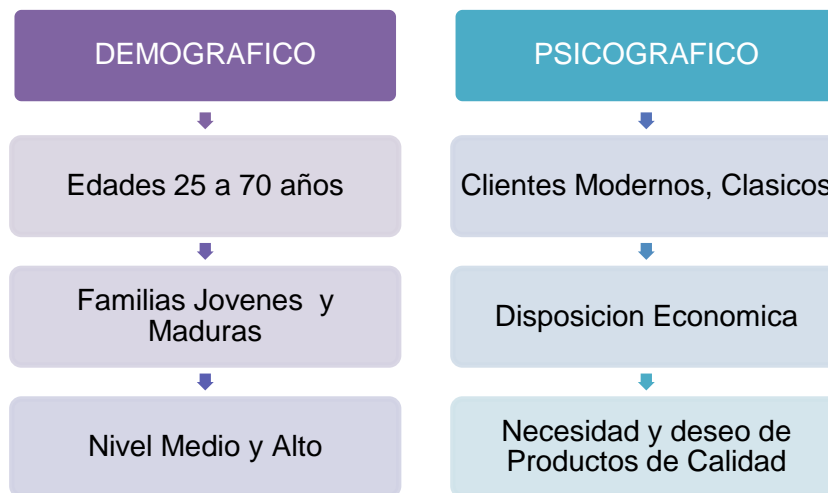 DEMOGRAFICO
Edades 25 a 70 años
Familias Jovenes y
Maduras
Nivel Medio y Alto
PSICOGRAFICO
Clientes Modernos, Clasicos
Disposicion Economica
Necesidad y deseo de
Productos de Calidad